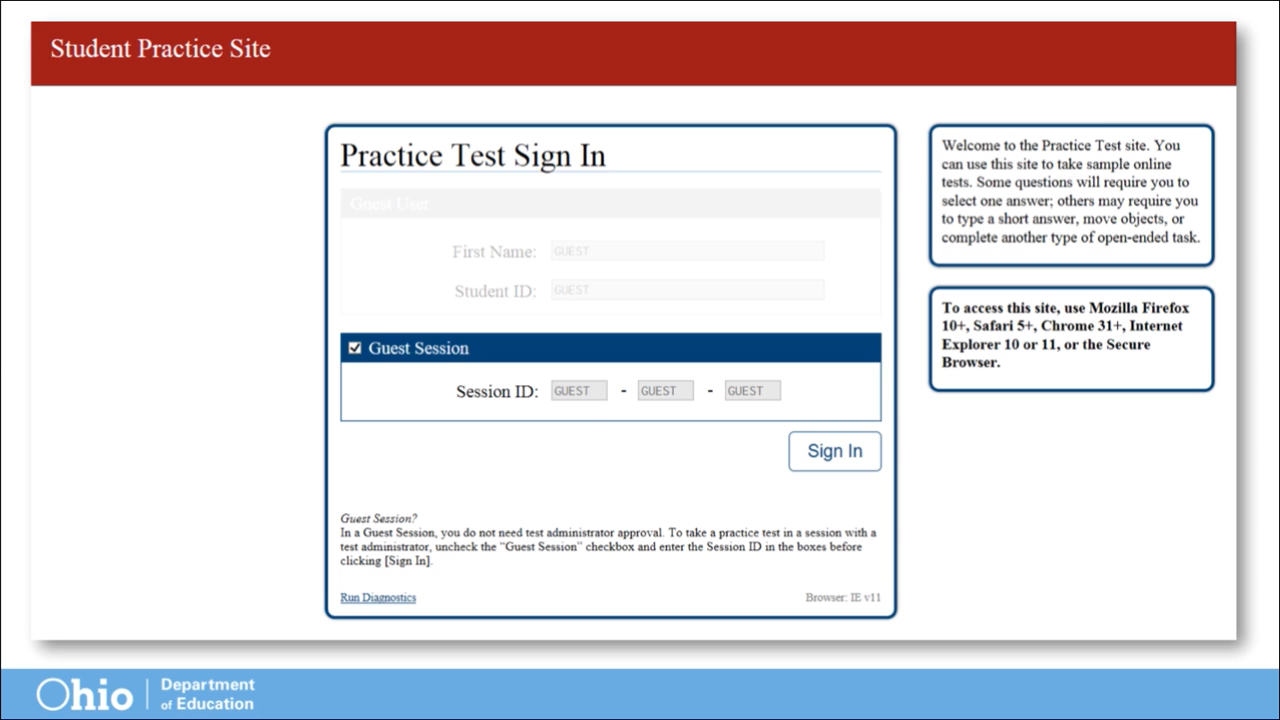 Student Practice Site
Practice Test Sign In
Guest User
First Name: GUEST
Student ID: GUEST
Guest Session
Session ID: GUEST - GUEST - GUEST
Sign In
Guest Session?
In a Guest Session, you do not need test administrator approval. To take a practice test in a session with a
test administrator, uncheck the "Guest Session" checkbox and enter the Session ID in the boxes before
clicking [Sign In].
Run Diagnostics
Browser: IE v11
Welcome to the Practice Test site. You
can use this site to take sample online
tests. Some questions will require you to
select one answer; others may require you
to type a short answer, move objects, or
complete another type of open-ended task.
To access this site, use Mozilla Firefox
10+, Safari 5+, Chrome 31+, Internet
Explorer 10 or 11, or the Secure
Browser.
Ohio
Department
of Education